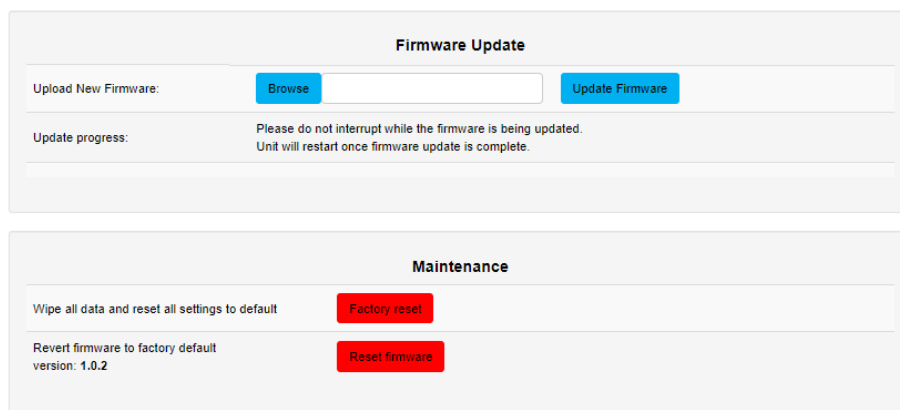 Firmware Update
Upload New Firmware:
Browse
Update Firmware
Update progress:
Please do not interrupt while the firmware is being updated.
Unit will restart once firmware update is complete.
Maintenance
Wipe all data and reset all settings to default
Factory reset
Revert firmware to factory default
version: 1.0.2
Reset firmware